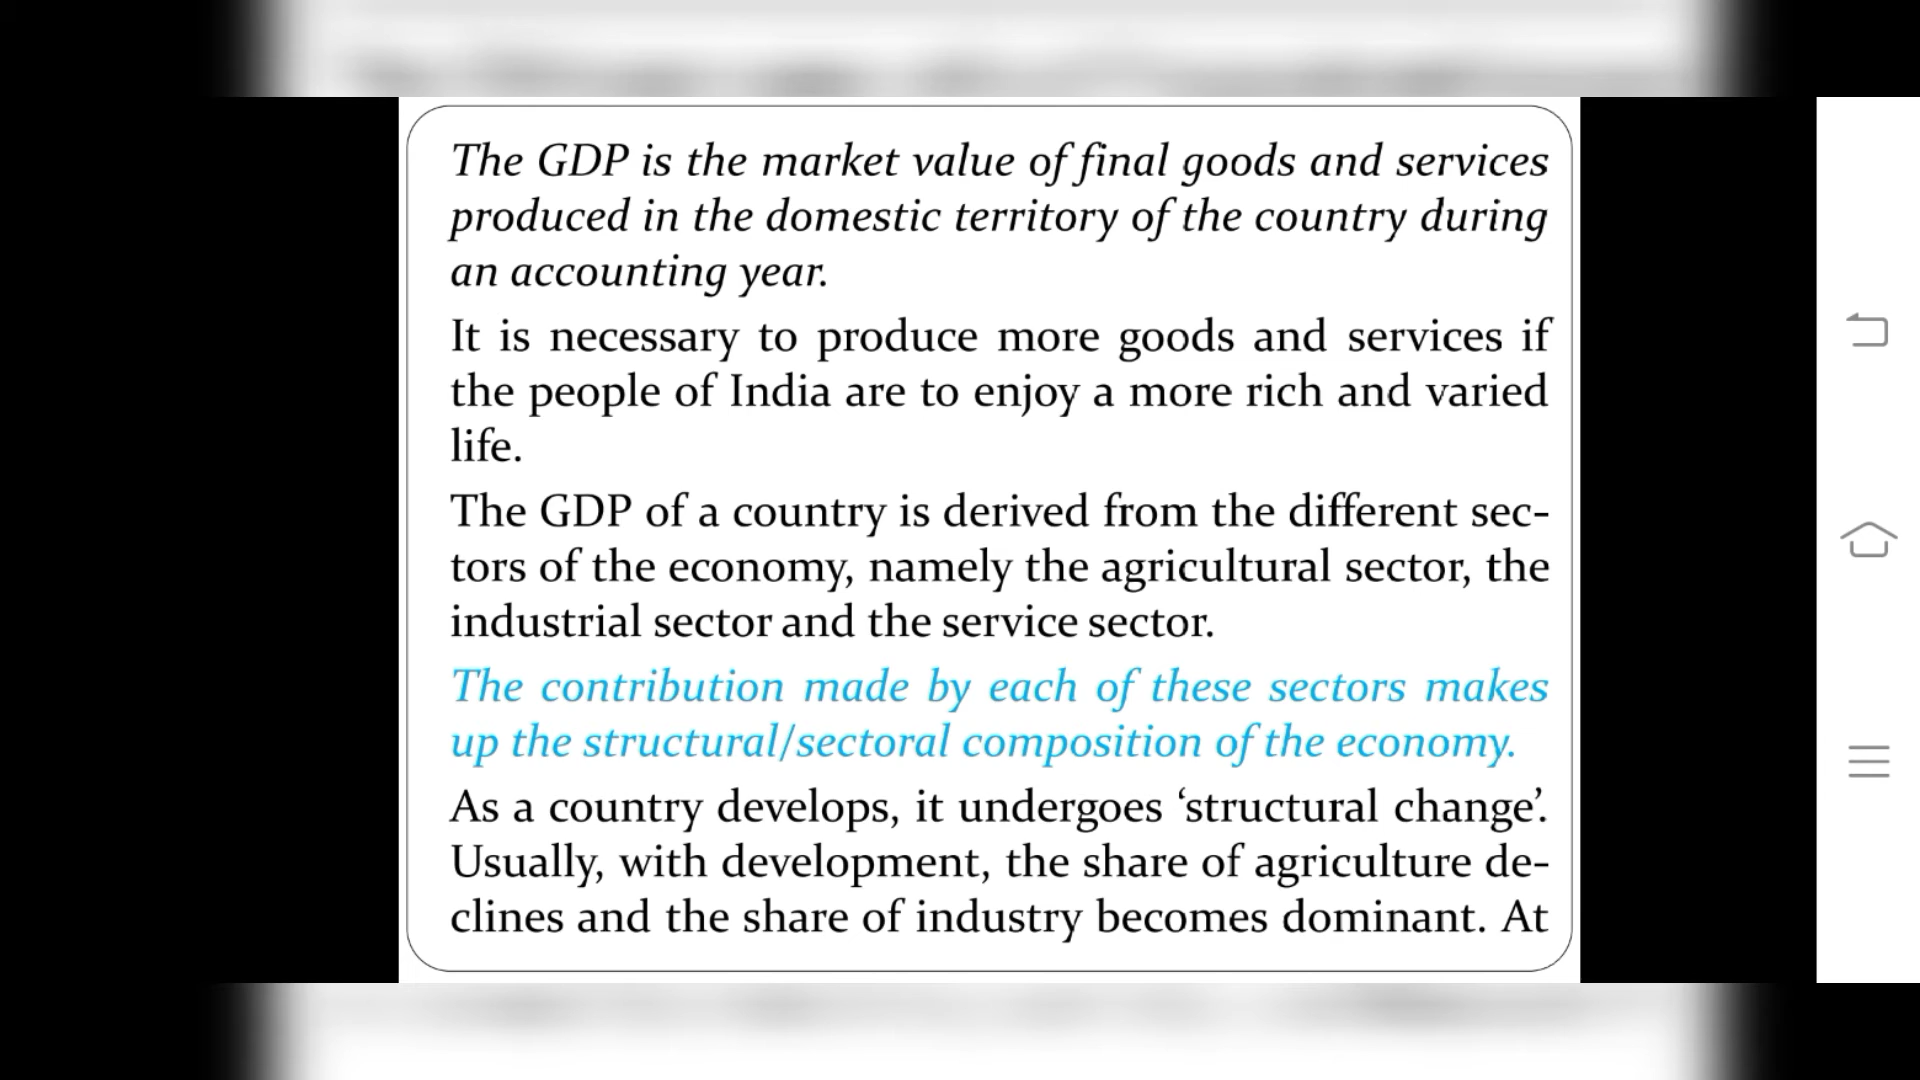 The GDP is the market value of final goods and services
produced in the domestic territory of the country during
an accounting year.
It is necessary to produce more goods and services if
the people of India are to enjoy a more rich and varied
life.
The GDP of a country is derived from the different sec-
tors of the economy, namely the agricultural sector, the
industrial sector and the service sector.
The contribution made by each of these sectors makes
up the structural/sectoral composition of the economy.
As a country develops, it undergoes ‘structural change’.
Usually, with development, the share of agriculture de-
clines and the share of industry becomes dominant. At